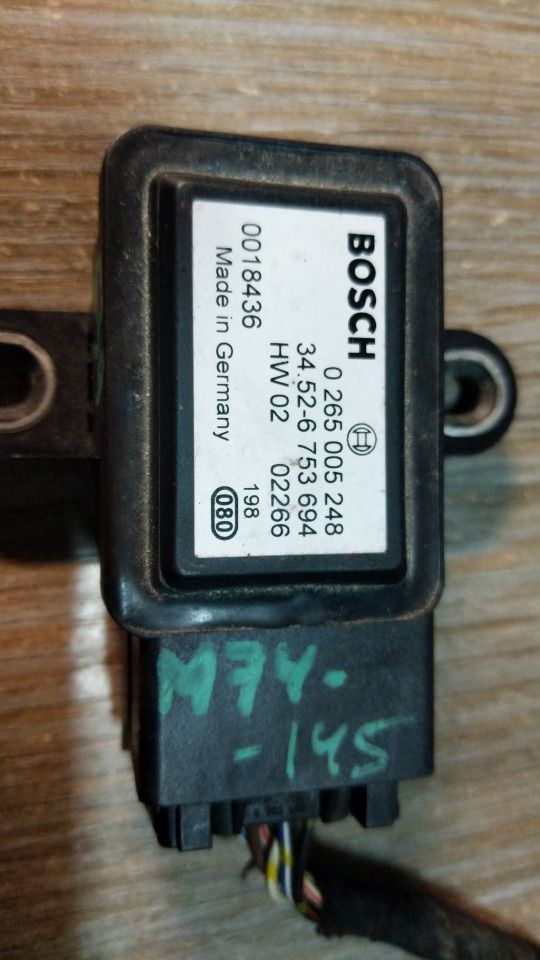 BOSCH
0 265 005 248
34.52-6 753 694
HW 02 02266
0018436 198
Made in Germany 080
M74-
-145